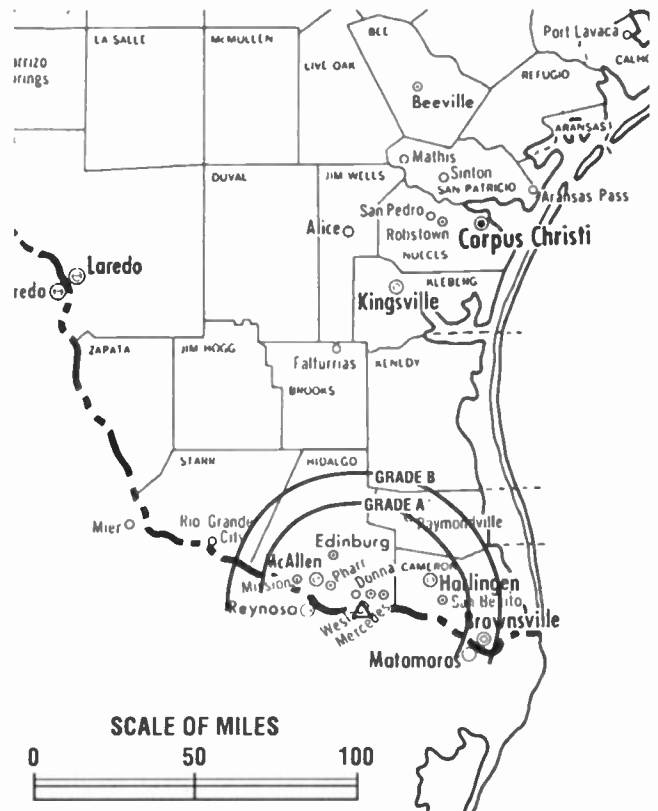 BEE
Port Lavaca
LA SALLE
McMULLEN
LIVE OAK
REFUGIO
Beeville
ARANSAS
Mathis
Sinton
SAN PATRICIO
Aransas Pass
DUVAL
JIM WELLS
San Pedro
Alice
Robstown
Corpus Christi
NUECES
Laredo
KLEBERG
Kingsville
ZAPATA
JIM HOGG
Falfurrias
KENEDY
BROOKS
STARR
HIDALGO
GRADE B
GRADE A
Raymondville
Mier
Rio Grande
City
Edinburg
McAllen
Mission
Pharr
Donna
CAMERON
Harlingen
San Benito
Reynosa
Mercedes
Brownsville
Matomoros
SCALE OF MILES
0
50
100